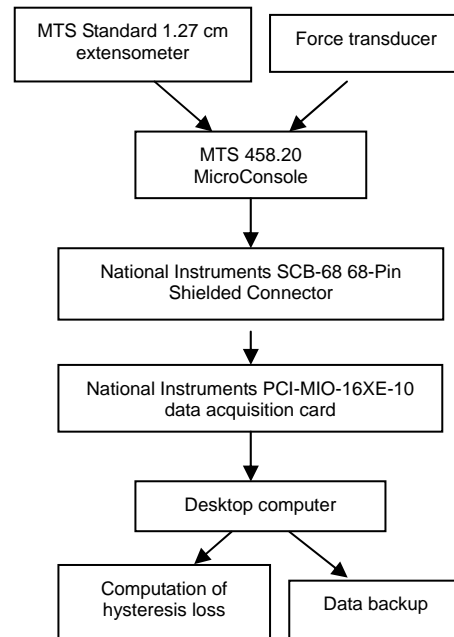 MTS Standard 1.27 cm
extensometer
Force transducer
MTS 458.20
MicroConsole
National Instruments SCB-68 68-Pin
Shielded Connector
National Instruments PCI-MIO-16XE-10
data acquisition card
Desktop computer
Computation of
hysteresis loss
Data backup